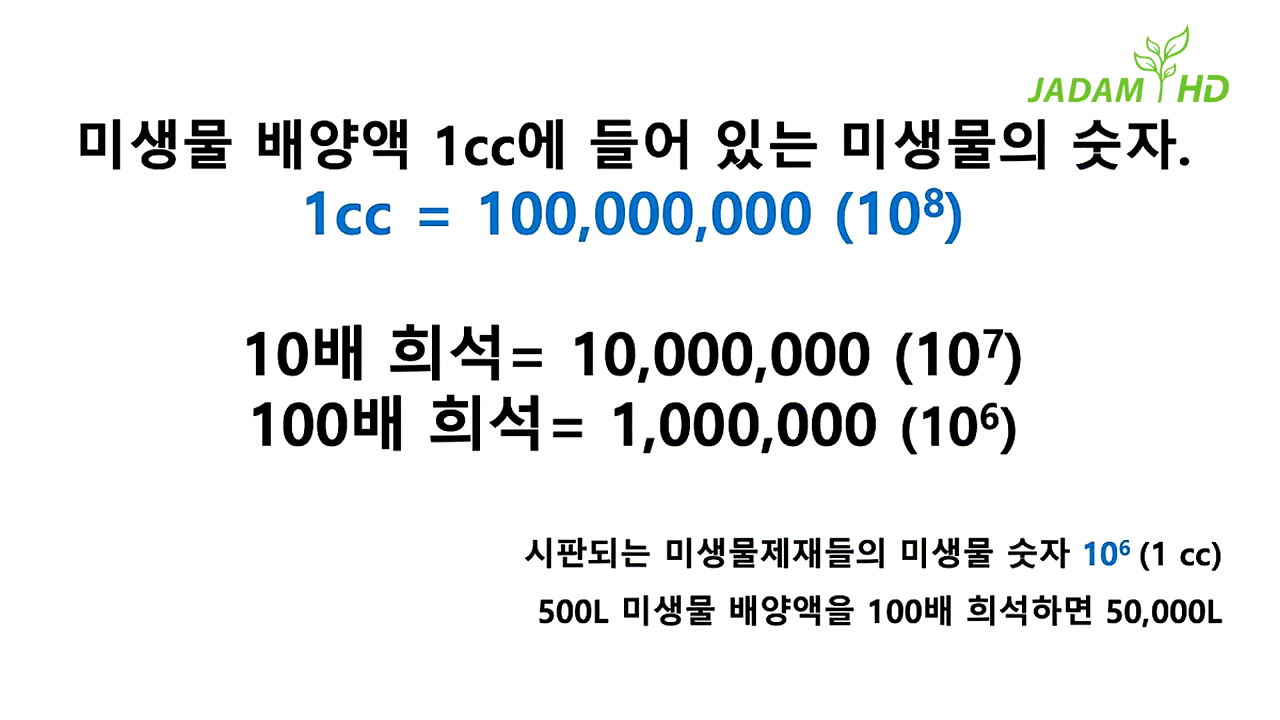 JADAM HD
미생물 배양액 1cc에 들어 있는 미생물의 숫자.
1cc = 100,000,000 (10⁸)
10배 희석= 10,000,000 (10⁷)
100배 희석= 1,000,000 (10⁶)
시판되는 미생물제재들의 미생물 숫자 10⁶ (1 cc)
500L 미생물 배양액을 100배 희석하면 50,000L